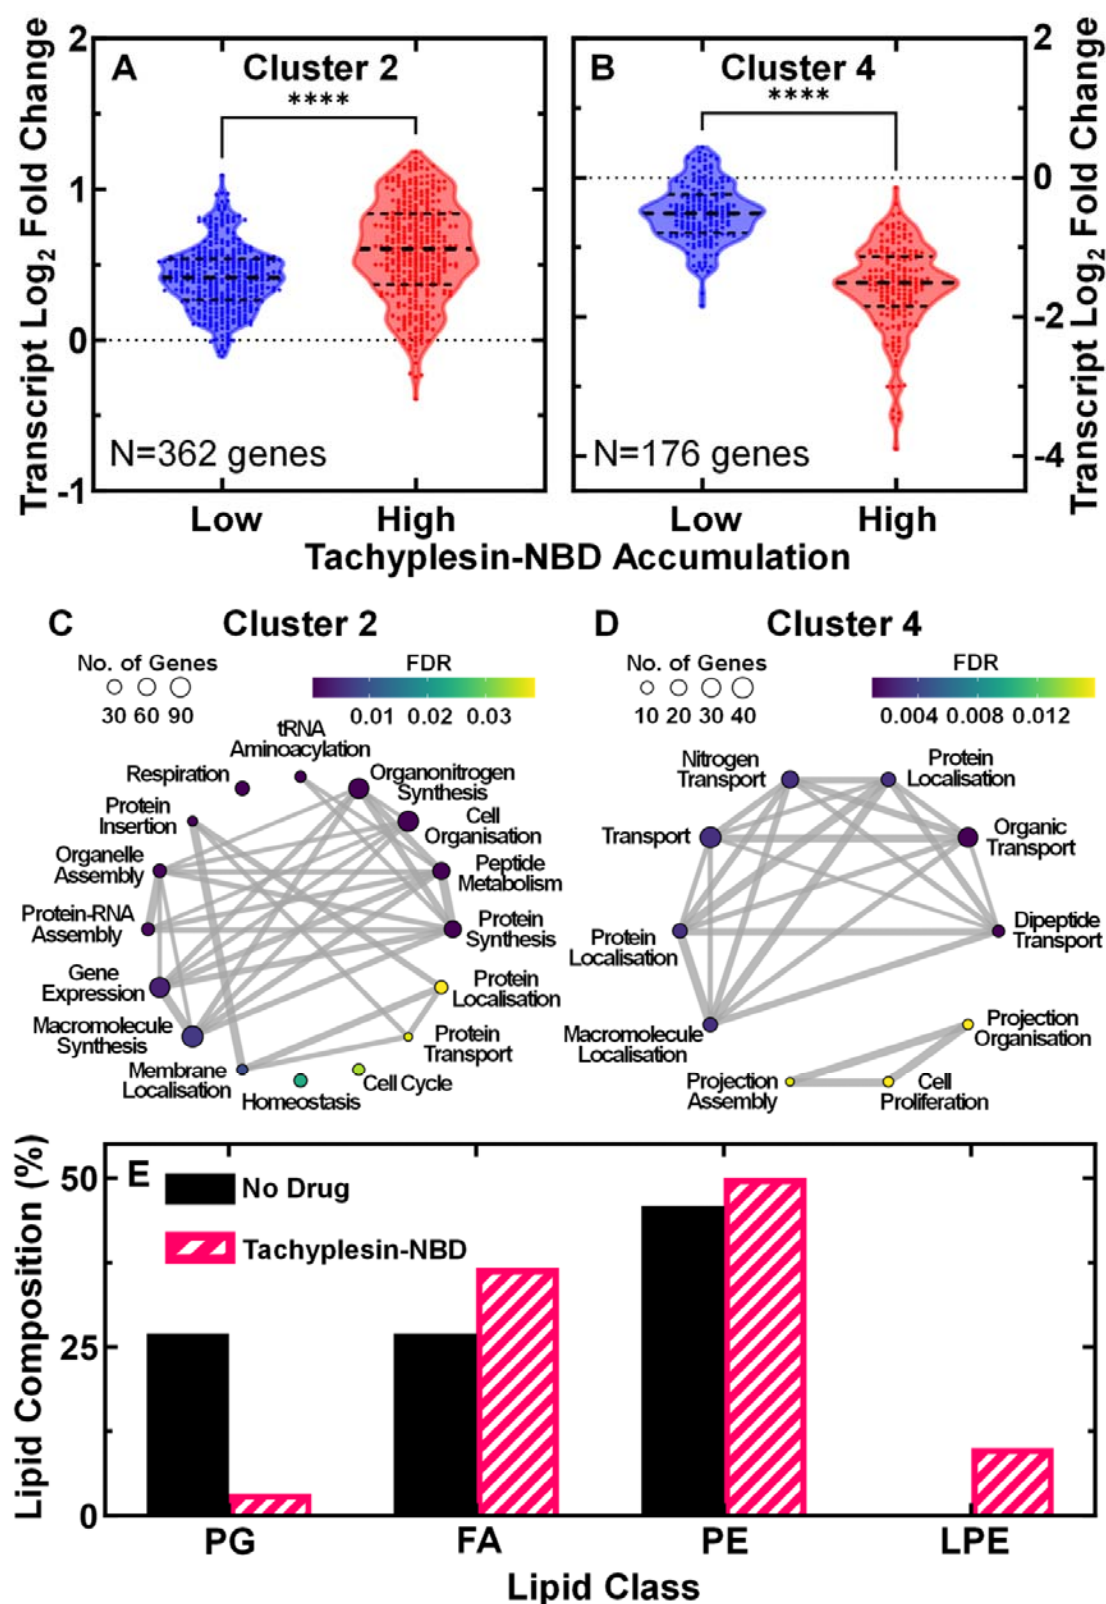 A
Cluster 2
****
Transcript Log2 Fold Change
2
1
0
-1
N=362 genes
Low
High
B
Cluster 4
****
Transcript Log2 Fold Change
2
0
-2
-4
N=176 genes
Low
High
Tachyplesin-NBD Accumulation
C
Cluster 2
No. of Genes
30 60 90
FDR
0.01 0.02 0.03
tRNA
Aminoacylation
Respiration
Organonitrogen
Synthesis
Protein
Insertion
Cell
Organisation
Organelle
Assembly
Peptide
Metabolism
Protein-RNA
Assembly
Protein
Synthesis
Gene
Expression
Protein
Localisation
Macromolecule
Synthesis
Protein
Transport
Membrane
Localisation
Cell Cycle
Homeostasis
D
Cluster 4
No. of Genes
10 20 30 40
FDR
0.004 0.008 0.012
Nitrogen
Transport
Protein
Localisation
Transport
Organic
Transport
Protein
Localisation
Dipeptide
Transport
Macromolecule
Localisation
Projection
Organisation
Projection
Assembly
Cell
Proliferation
E
No Drug
Tachyplesin-NBD
Lipid Composition (%)
50
25
0
PG
FA
PE
LPE
Lipid Class